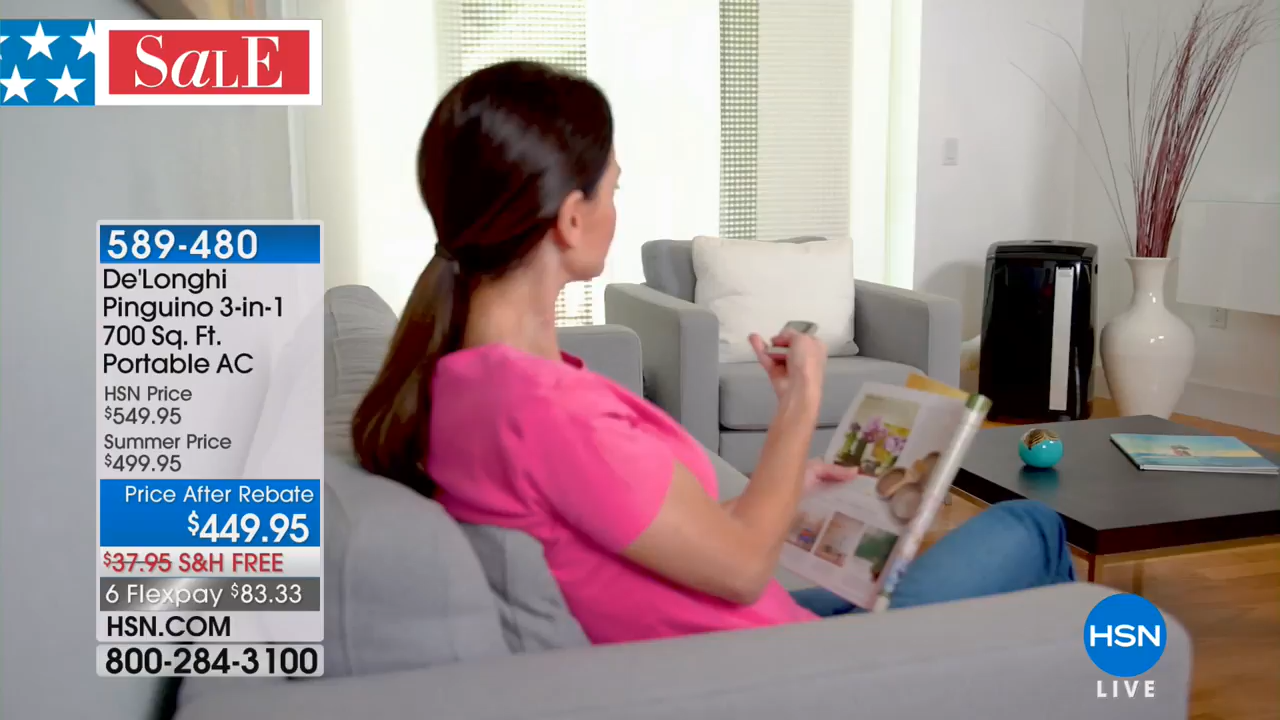 SALE
589-480
De'Longhi
Pinguino 3-in-1
700 Sq. Ft.
Portable AC
HSN Price
$549.95
Summer Price
$499.95
Price After Rebate
$449.95
$37.95 S&H FREE
6 Flexpay $83.33
HSN.COM
800-284-3100
HSN
LIVE